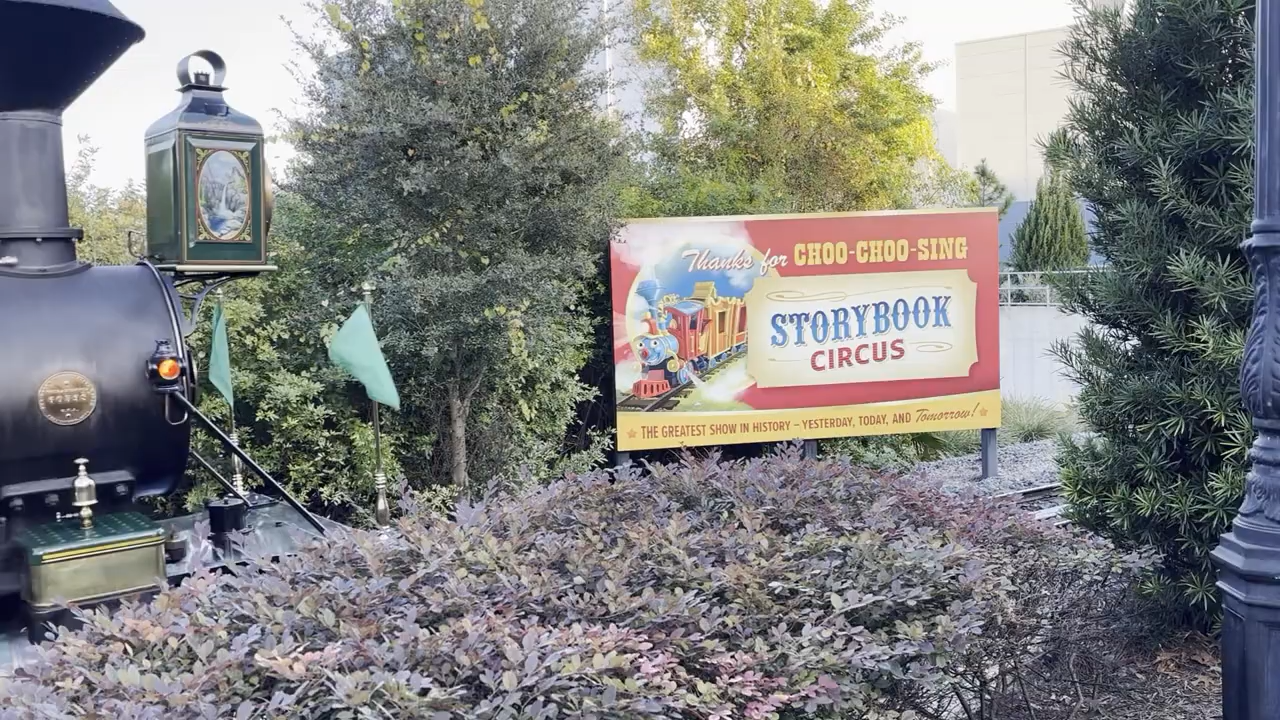 Thanks for CHOO-CHOO-SING
STORYBOOK
CIRCUS
THE GREATEST SHOW IN HISTORY – YESTERDAY, TODAY, AND Tomorrow!